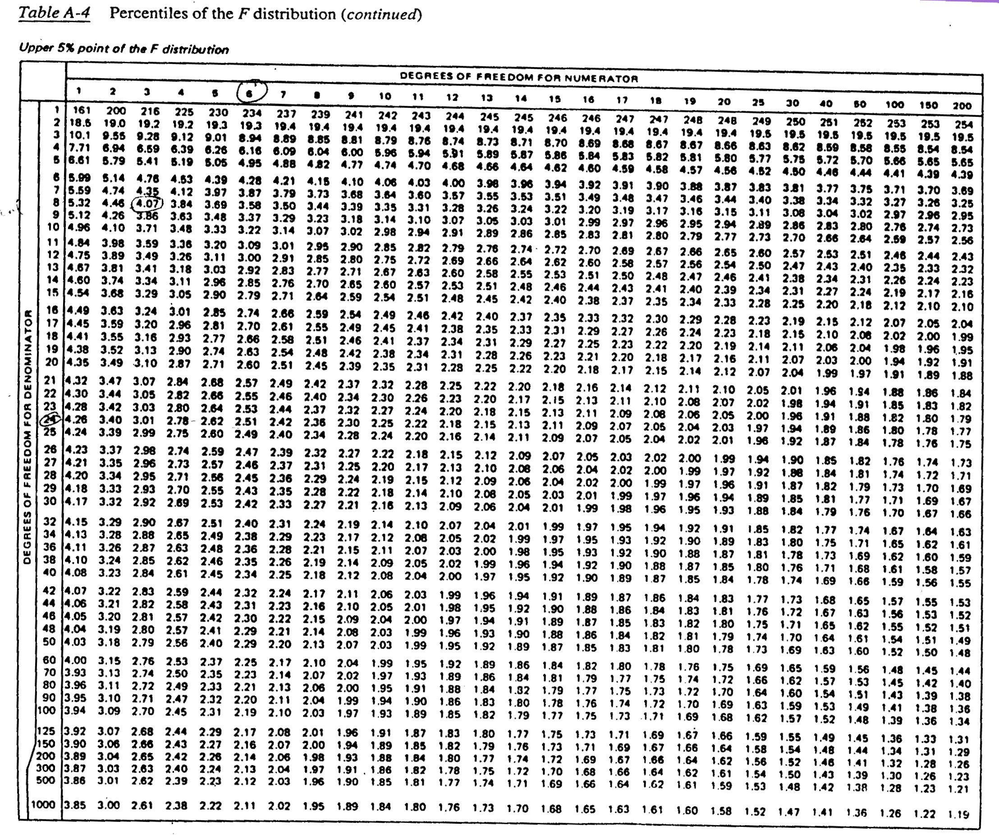 Table A-4 Percentiles of the F distribution (continued)
Upper 5% point of the F distribution
DEGREES OF FREEDOM FOR NUMERATOR
1 2 3 4 5 6 7 8 9 10 11 12 13 14 15 16 17 18 19 20 25 30 40 50 100 150 200
DEGREES OF FREEDOM FOR DENOMINATOR
1 161 200 216 225 230 234 237 239 241 242 243 244 245 245 246 246 247 247 248 248 249 250 251 252 253 253 254
2 18.5 19.0 19.2 19.2 19.3 19.3 19.4 19.4 19.4 19.4 19.4 19.4 19.4 19.4 19.4 19.4 19.4 19.4 19.4 19.4 19.5 19.5 19.5 19.5 19.5 19.5 19.5
3 10.1 9.55 9.28 9.12 9.01 8.94 8.89 8.85 8.81 8.79 8.76 8.74 8.73 8.71 8.70 8.69 8.68 8.67 8.67 8.66 8.63 8.62 8.59 8.58 8.55 8.54 8.54
4 7.71 6.94 6.59 6.39 6.26 6.16 6.09 6.04 6.00 5.96 5.94 5.91 5.89 5.87 5.86 5.84 5.83 5.82 5.81 5.80 5.77 5.75 5.72 5.70 5.66 5.65 5.65
5 6.61 5.79 5.41 5.19 5.05 4.95 4.88 4.82 4.77 4.74 4.70 4.68 4.66 4.64 4.62 4.60 4.59 4.58 4.57 4.56 4.52 4.50 4.46 4.44 4.41 4.39 4.39
6 5.99 5.14 4.76 4.53 4.39 4.28 4.21 4.15 4.10 4.06 4.03 4.00 3.98 3.96 3.94 3.92 3.91 3.90 3.88 3.87 3.83 3.81 3.77 3.75 3.71 3.70 3.69
7 5.59 4.74 4.35 4.12 3.97 3.87 3.79 3.73 3.68 3.64 3.60 3.57 3.55 3.53 3.51 3.49 3.48 3.47 3.46 3.44 3.40 3.38 3.34 3.32 3.27 3.26 3.25
8 5.32 4.46 4.07 3.84 3.69 3.58 3.50 3.44 3.39 3.35 3.31 3.28 3.26 3.24 3.22 3.20 3.19 3.17 3.16 3.15 3.11 3.08 3.04 3.02 2.97 2.96 2.95
9 5.12 4.26 3.86 3.63 3.48 3.37 3.29 3.23 3.18 3.14 3.10 3.07 3.05 3.03 3.01 2.99 2.97 2.96 2.95 2.94 2.89 2.86 2.83 2.80 2.76 2.74 2.73
10 4.96 4.10 3.71 3.48 3.33 3.22 3.14 3.07 3.02 2.98 2.94 2.91 2.89 2.86 2.85 2.83 2.81 2.80 2.79 2.77 2.73 2.70 2.66 2.64 2.59 2.57 2.56
11 4.84 3.98 3.59 3.36 3.20 3.09 3.01 2.95 2.90 2.85 2.82 2.79 2.76 2.74 2.72 2.70 2.69 2.67 2.66 2.65 2.60 2.57 2.53 2.51 2.46 2.44 2.43
12 4.75 3.89 3.49 3.26 3.11 3.00 2.91 2.85 2.80 2.75 2.72 2.69 2.66 2.64 2.62 2.60 2.58 2.57 2.56 2.54 2.50 2.47 2.43 2.40 2.35 2.33 2.32
13 4.67 3.81 3.41 3.18 3.03 2.92 2.83 2.77 2.71 2.67 2.63 2.60 2.58 2.55 2.53 2.51 2.50 2.48 2.47 2.46 2.41 2.38 2.34 2.31 2.26 2.24 2.23
14 4.60 3.74 3.34 3.11 2.96 2.85 2.76 2.70 2.65 2.60 2.57 2.53 2.51 2.48 2.46 2.44 2.43 2.41 2.40 2.39 2.34 2.31 2.27 2.24 2.19 2.17 2.16
15 4.54 3.68 3.29 3.05 2.90 2.79 2.71 2.64 2.59 2.54 2.51 2.48 2.45 2.42 2.40 2.38 2.37 2.35 2.34 2.33 2.28 2.25 2.20 2.18 2.12 2.10 2.10
16 4.49 3.63 3.24 3.01 2.85 2.74 2.66 2.59 2.54 2.49 2.46 2.42 2.40 2.37 2.35 2.33 2.32 2.30 2.29 2.28 2.23 2.19 2.15 2.12 2.07 2.05 2.04
17 4.45 3.59 3.20 2.96 2.81 2.70 2.61 2.55 2.49 2.45 2.41 2.38 2.35 2.33 2.31 2.29 2.27 2.26 2.24 2.23 2.18 2.15 2.10 2.08 2.02 2.00 1.99
18 4.41 3.55 3.16 2.93 2.77 2.66 2.58 2.51 2.46 2.41 2.37 2.34 2.31 2.29 2.27 2.25 2.23 2.22 2.20 2.19 2.14 2.11 2.06 2.04 1.98 1.96 1.95
19 4.38 3.52 3.13 2.90 2.74 2.63 2.54 2.48 2.42 2.38 2.34 2.31 2.28 2.26 2.23 2.21 2.20 2.18 2.17 2.16 2.11 2.07 2.03 2.00 1.94 1.92 1.91
20 4.35 3.49 3.10 2.87 2.71 2.60 2.51 2.45 2.39 2.35 2.31 2.28 2.25 2.22 2.20 2.18 2.17 2.15 2.14 2.12 2.07 2.04 1.99 1.97 1.91 1.89 1.88
21 4.32 3.47 3.07 2.84 2.68 2.57 2.49 2.42 2.37 2.32 2.28 2.25 2.22 2.20 2.18 2.16 2.14 2.12 2.11 2.10 2.05 2.01 1.96 1.94 1.88 1.86 1.84
22 4.30 3.44 3.05 2.82 2.66 2.55 2.46 2.40 2.34 2.30 2.26 2.23 2.20 2.17 2.15 2.13 2.11 2.10 2.08 2.07 2.02 1.98 1.94 1.91 1.85 1.83 1.82
23 4.28 3.42 3.03 2.80 2.64 2.53 2.44 2.37 2.32 2.27 2.24 2.20 2.18 2.15 2.13 2.11 2.09 2.08 2.06 2.05 2.00 1.96 1.91 1.88 1.82 1.80 1.79
24 4.26 3.40 3.01 2.78 2.62 2.51 2.42 2.36 2.30 2.25 2.22 2.18 2.15 2.13 2.11 2.09 2.07 2.05 2.04 2.03 1.97 1.94 1.89 1.86 1.80 1.78 1.77
25 4.24 3.39 2.99 2.75 2.60 2.49 2.40 2.34 2.28 2.24 2.20 2.16 2.14 2.11 2.09 2.07 2.05 2.04 2.02 2.01 1.96 1.92 1.87 1.84 1.78 1.76 1.75
26 4.23 3.37 2.98 2.74 2.59 2.47 2.39 2.32 2.27 2.22 2.18 2.15 2.12 2.09 2.07 2.05 2.03 2.02 2.00 1.99 1.94 1.90 1.85 1.82 1.76 1.74 1.73
27 4.21 3.35 2.96 2.73 2.57 2.46 2.37 2.31 2.25 2.20 2.17 2.13 2.10 2.08 2.06 2.04 2.02 2.00 1.99 1.97 1.92 1.88 1.84 1.81 1.74 1.72 1.71
28 4.20 3.34 2.95 2.71 2.56 2.45 2.36 2.29 2.24 2.19 2.15 2.12 2.09 2.06 2.04 2.02 2.00 1.99 1.97 1.96 1.91 1.87 1.82 1.79 1.73 1.70 1.69
29 4.18 3.33 2.93 2.70 2.55 2.43 2.35 2.28 2.22 2.18 2.14 2.10 2.08 2.05 2.03 2.01 1.99 1.97 1.96 1.94 1.89 1.85 1.81 1.77 1.71 1.69 1.67
30 4.17 3.32 2.92 2.69 2.53 2.42 2.33 2.27 2.21 2.16 2.13 2.09 2.06 2.04 2.01 1.99 1.98 1.96 1.95 1.93 1.88 1.84 1.79 1.76 1.70 1.67 1.66
32 4.15 3.29 2.90 2.67 2.51 2.40 2.31 2.24 2.19 2.14 2.10 2.07 2.04 2.01 1.99 1.97 1.95 1.94 1.92 1.91 1.85 1.82 1.77 1.74 1.67 1.64 1.63
34 4.13 3.28 2.88 2.65 2.49 2.38 2.29 2.23 2.17 2.12 2.08 2.05 2.02 1.99 1.97 1.95 1.93 1.92 1.90 1.89 1.83 1.80 1.75 1.71 1.65 1.62 1.61
36 4.11 3.26 2.87 2.63 2.48 2.36 2.28 2.21 2.15 2.11 2.07 2.03 2.00 1.98 1.95 1.93 1.92 1.90 1.88 1.87 1.81 1.78 1.73 1.69 1.62 1.60 1.59
38 4.10 3.24 2.85 2.62 2.46 2.35 2.26 2.19 2.14 2.09 2.05 2.02 1.99 1.96 1.94 1.92 1.90 1.88 1.87 1.85 1.80 1.76 1.71 1.68 1.61 1.58 1.57
40 4.08 3.23 2.84 2.61 2.45 2.34 2.25 2.18 2.12 2.08 2.04 2.00 1.97 1.95 1.92 1.90 1.89 1.87 1.85 1.84 1.78 1.74 1.69 1.66 1.59 1.56 1.55
42 4.07 3.22 2.83 2.59 2.44 2.32 2.24 2.17 2.11 2.06 2.03 1.99 1.96 1.94 1.91 1.89 1.87 1.86 1.84 1.83 1.77 1.73 1.68 1.65 1.57 1.55 1.53
44 4.06 3.21 2.82 2.58 2.43 2.31 2.23 2.16 2.10 2.05 2.01 1.98 1.95 1.92 1.90 1.88 1.86 1.84 1.83 1.81 1.76 1.72 1.67 1.63 1.56 1.53 1.52
46 4.05 3.20 2.81 2.57 2.42 2.30 2.22 2.15 2.09 2.04 2.00 1.97 1.94 1.91 1.89 1.87 1.85 1.83 1.82 1.80 1.75 1.71 1.65 1.62 1.55 1.52 1.51
48 4.04 3.19 2.80 2.57 2.41 2.29 2.21 2.14 2.08 2.03 1.99 1.96 1.93 1.90 1.88 1.86 1.84 1.82 1.81 1.79 1.74 1.70 1.64 1.61 1.54 1.51 1.49
50 4.03 3.18 2.79 2.56 2.40 2.29 2.20 2.13 2.07 2.03 1.99 1.95 1.92 1.89 1.87 1.85 1.83 1.81 1.80 1.78 1.73 1.69 1.63 1.60 1.52 1.50 1.48
60 4.00 3.15 2.76 2.53 2.37 2.25 2.17 2.10 2.04 1.99 1.95 1.92 1.89 1.86 1.84 1.82 1.80 1.78 1.76 1.75 1.69 1.65 1.59 1.56 1.48 1.45 1.44
70 3.93 3.13 2.74 2.50 2.35 2.23 2.14 2.07 2.02 1.97 1.93 1.89 1.86 1.84 1.81 1.79 1.77 1.75 1.74 1.72 1.66 1.62 1.57 1.53 1.45 1.42 1.40
80 3.96 3.11 2.72 2.49 2.33 2.21 2.13 2.06 2.00 1.95 1.91 1.88 1.84 1.82 1.79 1.77 1.75 1.73 1.72 1.70 1.64 1.60 1.54 1.51 1.43 1.39 1.38
90 3.95 3.10 2.71 2.47 2.32 2.20 2.11 2.04 1.99 1.94 1.90 1.86 1.83 1.80 1.78 1.76 1.74 1.72 1.70 1.69 1.63 1.59 1.53 1.49 1.41 1.38 1.36
100 3.94 3.09 2.70 2.45 2.31 2.19 2.10 2.03 1.97 1.93 1.89 1.85 1.82 1.79 1.77 1.75 1.73 1.71 1.69 1.68 1.62 1.57 1.52 1.48 1.39 1.36 1.34
125 3.92 3.07 2.68 2.44 2.29 2.17 2.08 2.01 1.96 1.91 1.87 1.83 1.80 1.77 1.75 1.73 1.71 1.69 1.67 1.66 1.59 1.55 1.49 1.45 1.36 1.33 1.31
150 3.90 3.06 2.66 2.43 2.27 2.16 2.07 2.00 1.94 1.89 1.85 1.82 1.79 1.76 1.73 1.71 1.69 1.67 1.66 1.64 1.58 1.54 1.48 1.44 1.34 1.31 1.29
200 3.89 3.04 2.65 2.42 2.26 2.14 2.06 1.98 1.93 1.88 1.84 1.80 1.77 1.74 1.72 1.69 1.67 1.66 1.64 1.62 1.56 1.52 1.46 1.41 1.32 1.28 1.26
300 3.87 3.03 2.63 2.40 2.24 2.13 2.04 1.97 1.91 1.86 1.82 1.78 1.75 1.72 1.70 1.68 1.66 1.64 1.62 1.61 1.54 1.50 1.43 1.39 1.30 1.26 1.23
500 3.86 3.01 2.62 2.39 2.23 2.12 2.03 1.96 1.90 1.85 1.81 1.77 1.74 1.71 1.69 1.66 1.64 1.62 1.61 1.59 1.53 1.48 1.42 1.38 1.28 1.23 1.21
1000 3.85 3.00 2.61 2.38 2.22 2.11 2.02 1.95 1.89 1.84 1.80 1.76 1.73 1.70 1.68 1.65 1.63 1.61 1.60 1.58 1.52 1.47 1.41 1.36 1.26 1.22 1.19